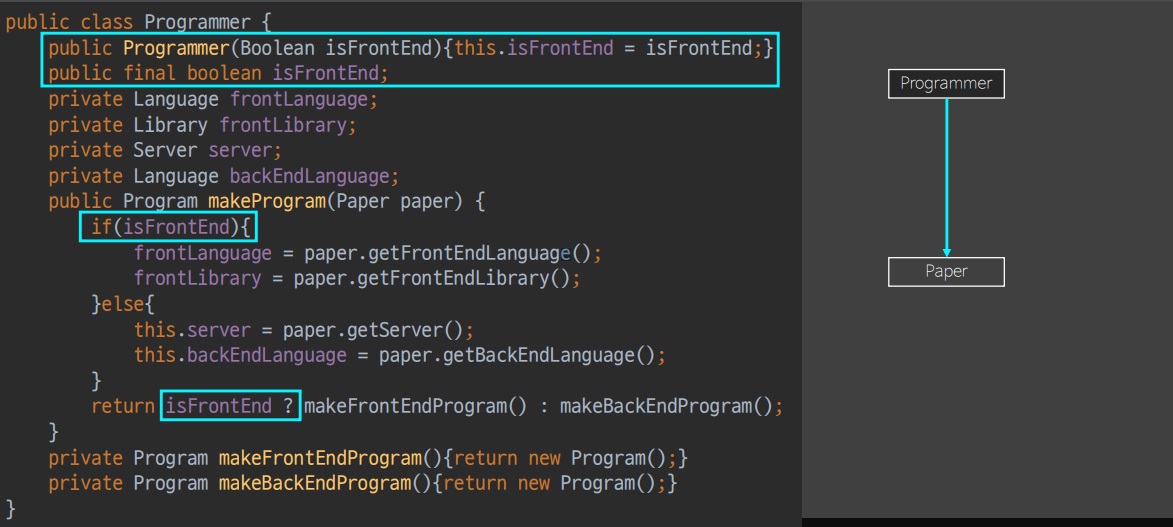 public class Programmer {
public Programmer(Boolean isFrontEnd){this.isFrontEnd = isFrontEnd;}
public final boolean isFrontEnd;
private Language frontLanguage;
private Library frontLibrary;
private Server server;
private Language backEndLanguage;
public Program makeProgram(Paper paper) {
if(isFrontEnd){
frontLanguage = paper.getFrontEndLanguage();
frontLibrary = paper.getFrontEndLibrary();
}else{
this.server = paper.getServer();
this.backEndLanguage = paper.getBackEndLanguage();
}
return isFrontEnd ? makeFrontEndProgram() : makeBackEndProgram();
}
private Program makeFrontEndProgram(){return new Program();}
private Program makeBackEndProgram(){return new Program();}
}
Programmer
Paper